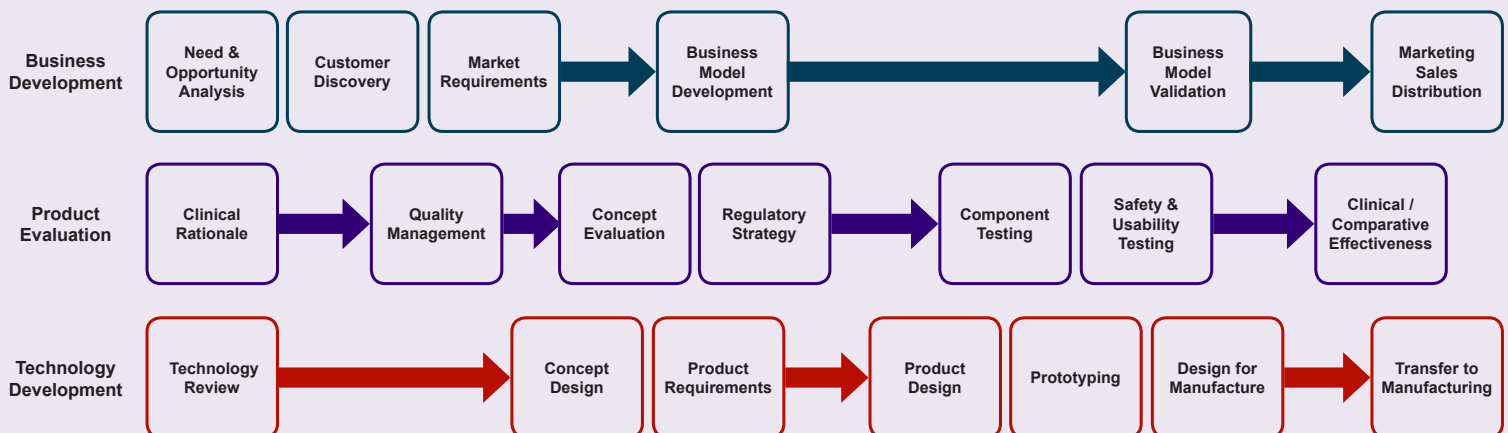 Business
Development
Need &
Opportunity
Analysis
Customer
Discovery
Market
Requirements
Business
Model
Development
Business
Model
Validation
Marketing
Sales
Distribution
Product
Evaluation
Clinical
Rationale
Quality
Management
Concept
Evaluation
Regulatory
Strategy
Component
Testing
Safety &
Usability
Testing
Clinical /
Comparative
Effectiveness
Technology
Development
Technology
Review
Concept
Design
Product
Requirements
Product
Design
Prototyping
Design for
Manufacture
Transfer to
Manufacturing